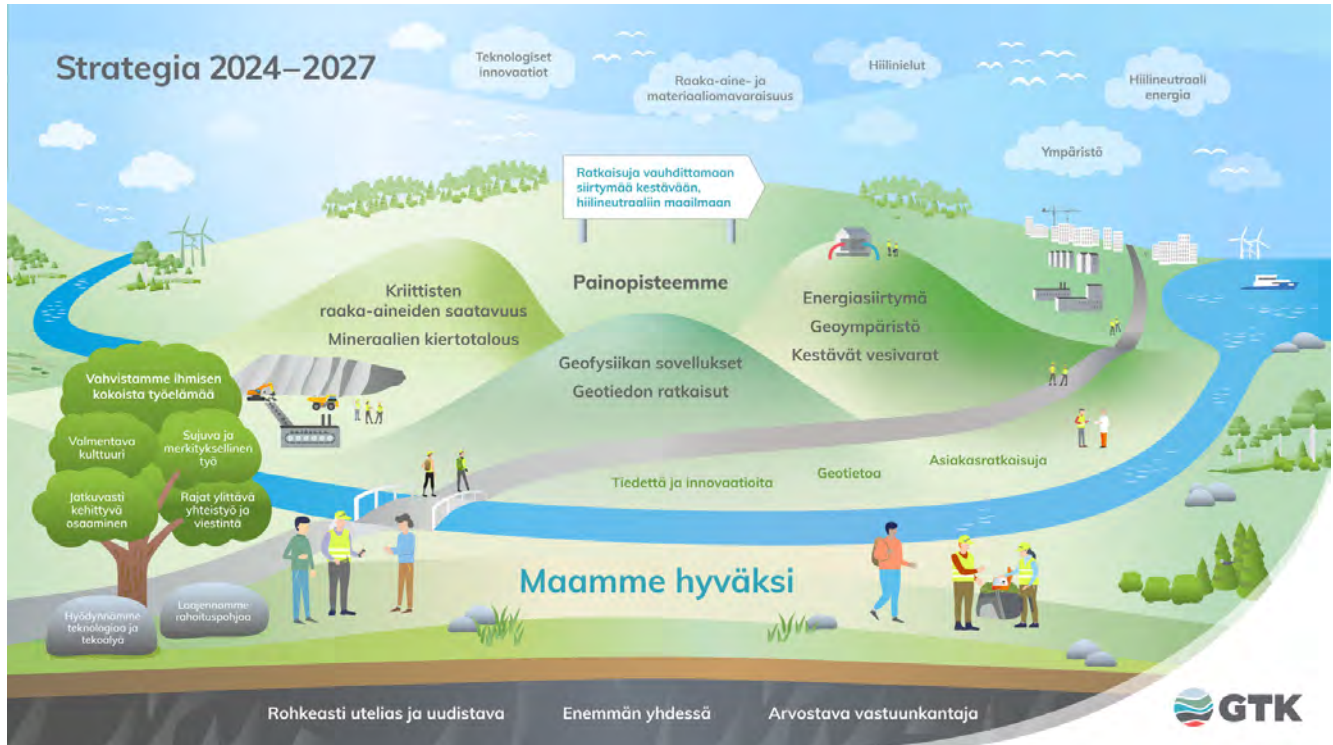 Strategia 2024–2027
Teknologiset
innovaatiot
Raaka-aine- ja
materiaaliomavaraisuus
Hiilinielut
Hiilineutraali
energia
Ympäristö
Ratkaisuja vauhdittamaan
siirtymää kestävään,
hiilineutraaliin maailmaan
Painopisteemme
Kriittisten
raaka-aineiden saatavuus
Mineraalien kiertotalous
Geofysiikan sovellukset
Geotiedon ratkaisut
Energiasiirtymä
Geoympäristö
Kestävät vesivarat
Vahvistamme ihmisen
kokoista työelämää
Valmentava
kulttuuri
Sujuva ja
merkityksellinen
työ
Jatkuvasti
kehittyvä
osaaminen
Rajat ylittävä
yhteistyö ja
viestintä
Tiedettä ja innovaatioita
Geotietoa
Asiakasratkaisuja
Hyödynnämme
teknologiaa ja
tekoälyä
Laajennamme
rahoituspohjaa
Maamme hyväksi
Rohkeasti utelias ja uudistava
Enemmän yhdessä
Arvostava vastuunkantaja
GTK